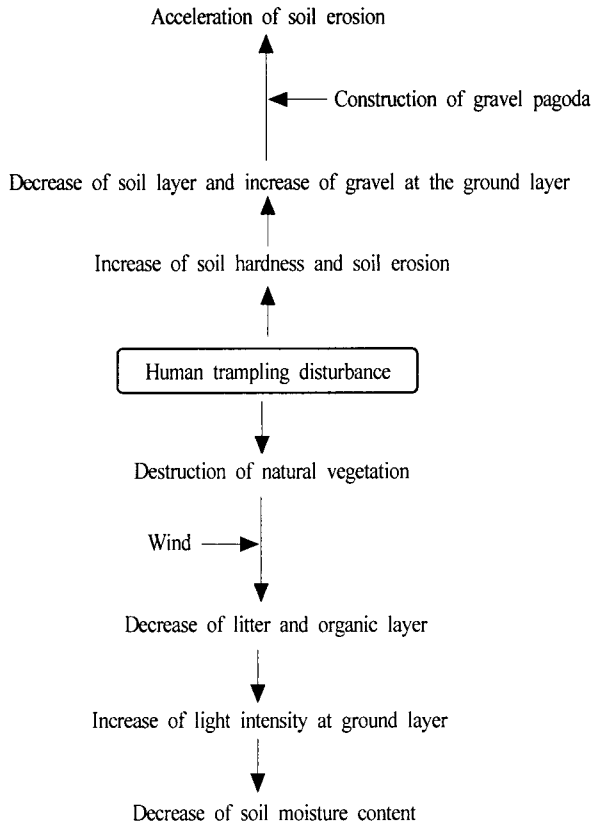 Acceleration of soil erosion
Construction of gravel pagoda
Decrease of soil layer and increase of gravel at the ground layer
Increase of soil hardness and soil erosion
Human trampling disturbance
Destruction of natural vegetation
Wind
Decrease of litter and organic layer
Increase of light intensity at ground layer
Decrease of soil moisture content